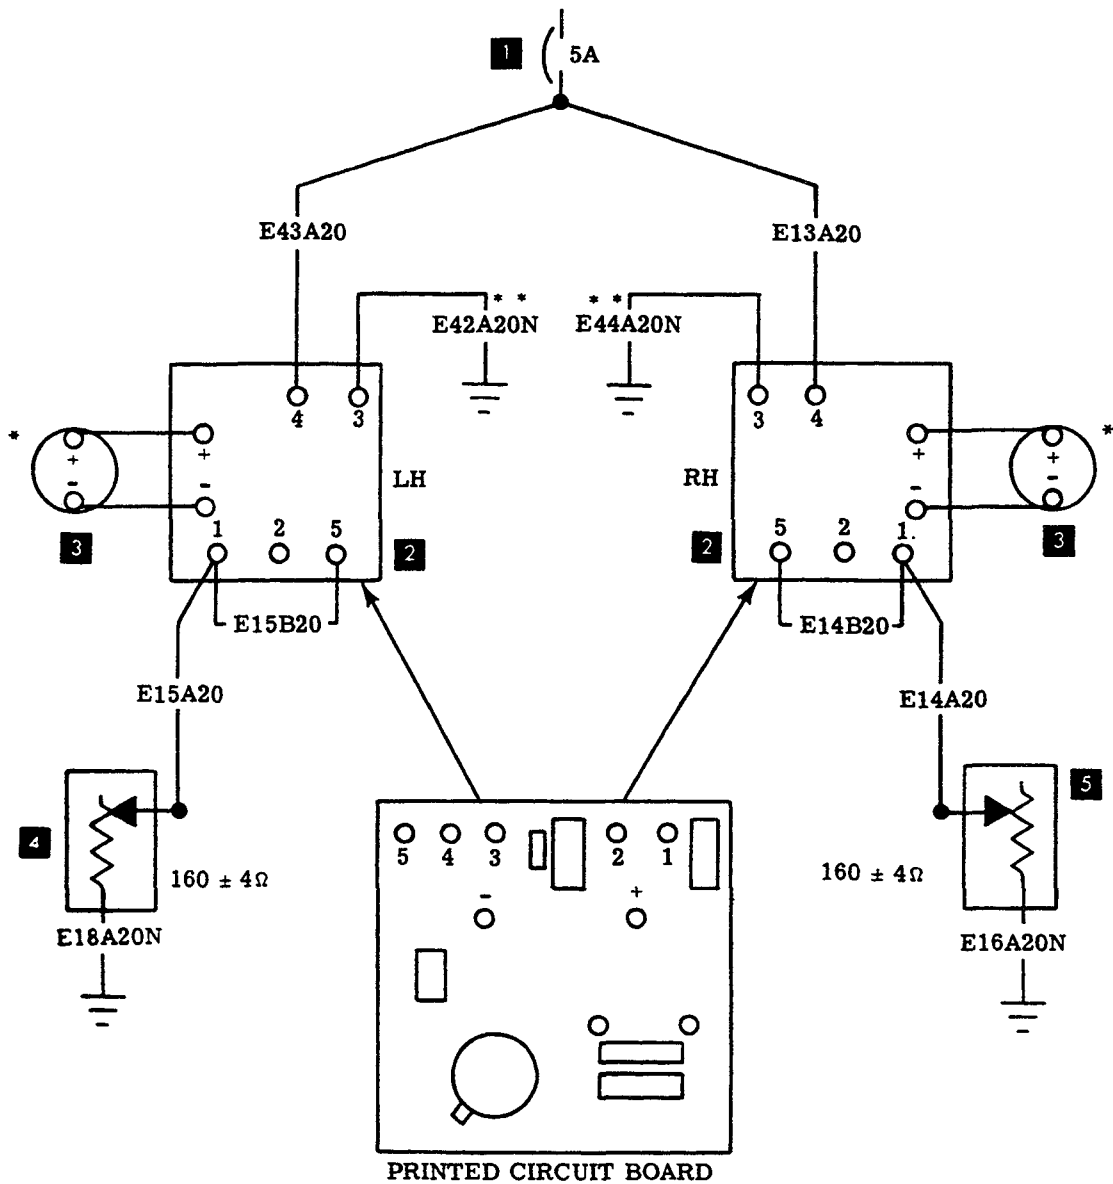 1 5A
E43A20 E13A20
* * * *
E42A20N E44A20N
4 3 3 4
* + + + + *
- - LH RH - -
3 1 2 5 2 2 5 2 1. 3
E15B20 E14B20
E15A20 E14A20
4 160 ± 4Ω 160 ± 4Ω 5
5 4 3 2 1
- +
E18A20N E16A20N
PRINTED CIRCUIT BOARD